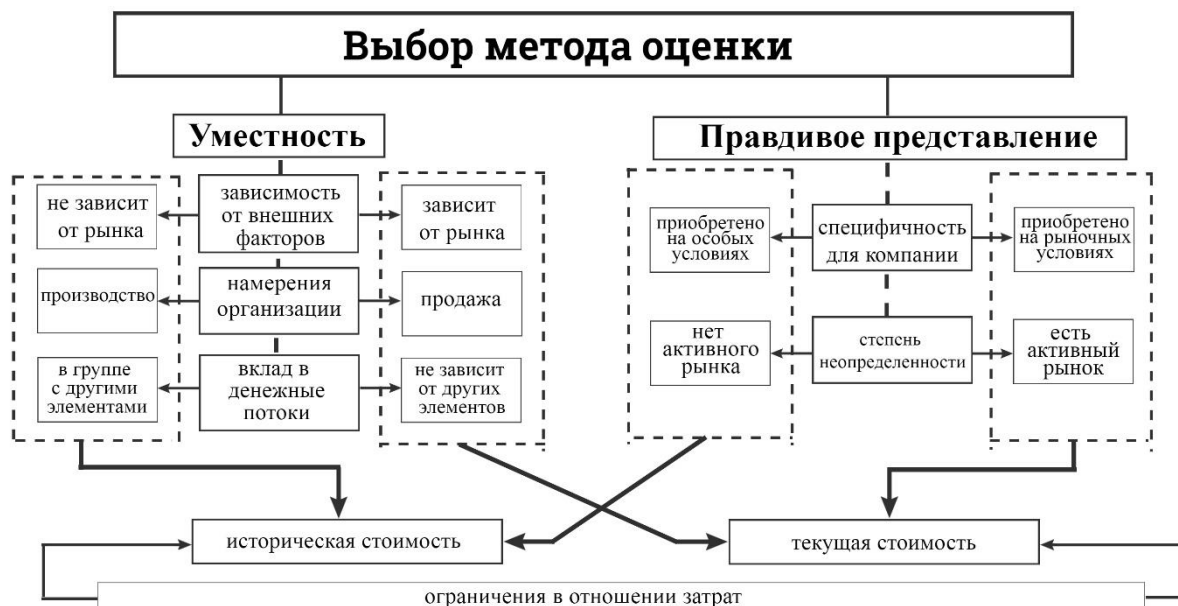 Выбор метода оценки
Уместность
Правдивое представление
не зависит
от рынка
зависимость
от внешних
факторов
зависит
от рынка
производство
намерения
организации
продажа
в группе
с другими
элементами
вклад в
денежные
потоки
не зависит
от других
элементов
приобретено
на особых
условиях
специфичность
для компании
приобретено
на рыночных
условиях
нет
активного
рынка
степень
неопределенности
есть
активный
рынок
историческая стоимость
текущая стоимость
ограничения в отношении затрат